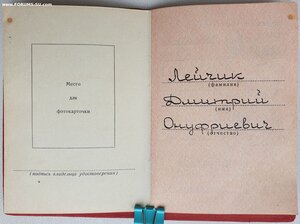 www.FORUMS-SU.com
Место
для
фотокарточки
(подпись владельца удостоверения)
Лейчик
(фамилия)
Дмитрий
(имя)
Онуфриевич
(отчество)